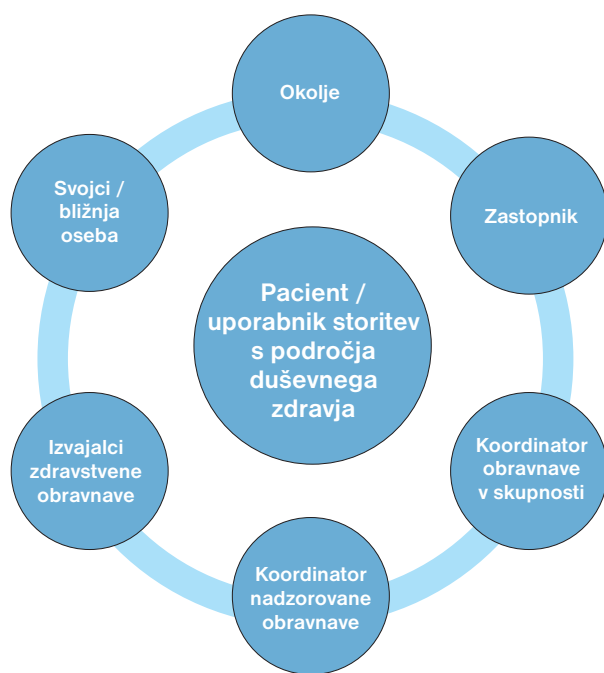 Okolje
Zastopnik
Koordinator
obravnave
v skupnosti
Koordinator
nadzorovane
obravnave
Izvajalci
zdravstvene
obravnave
Svojci /
bližnja
oseba
Pacient /
uporabnik storitev
s področja
duševnega
zdravja